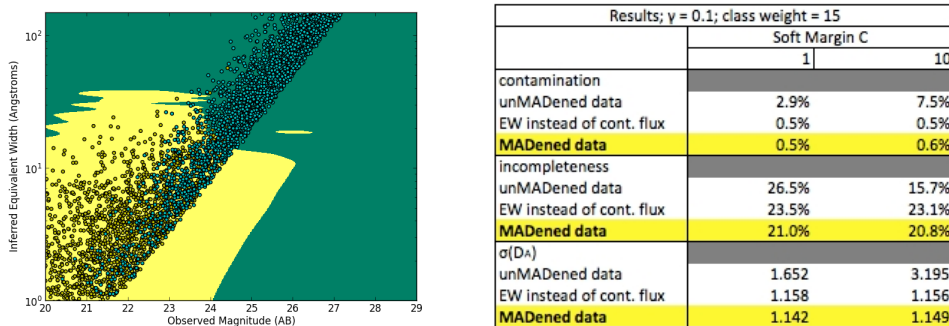 10²
10¹
10⁰
Inferred Equivalent Width (Angstroms)
20 21 22 23 24 25 26 27 28 29
Observed Magnitude (AB)
Results; γ = 0.1; class weight = 15
Soft Margin C
1 10
contamination
unMADened data 2.9% 7.5%
EW instead of cont. flux 0.5% 0.5%
MADened data 0.5% 0.6%
incompleteness
unMADened data 26.5% 15.7%
EW instead of cont. flux 23.5% 23.1%
MADened data 21.0% 20.8%
σ(DA)
unMADened data 1.652 3.195
EW instead of cont. flux 1.158 1.156
MADened data 1.142 1.149